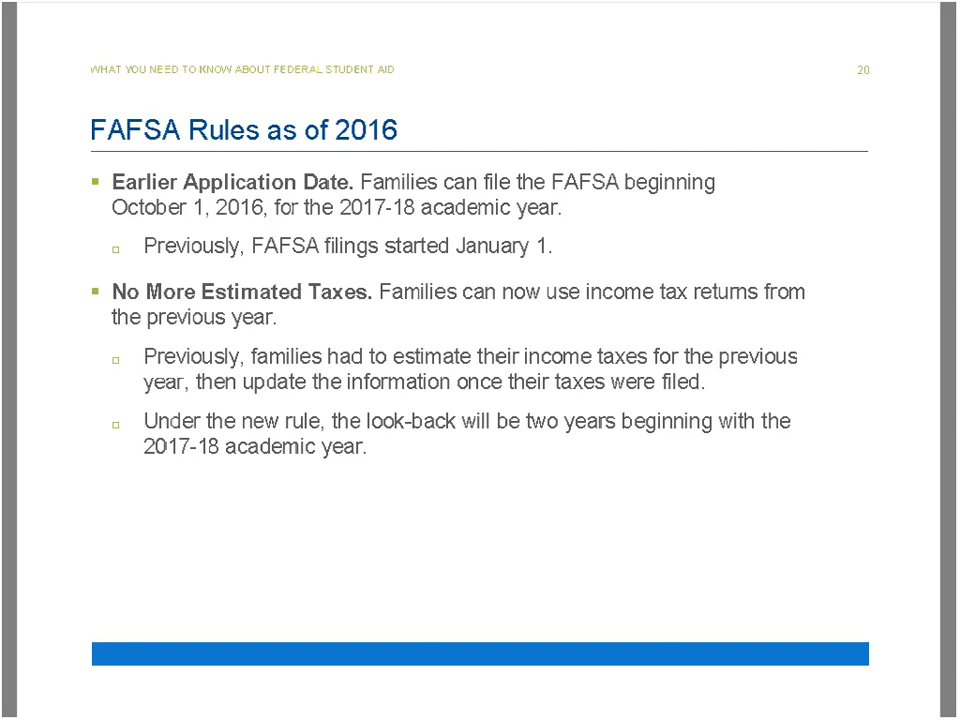 WHAT YOU NEED TO KNOW ABOUT FEDERAL STUDENT AID
20
FAFSA Rules as of 2016
▪ Earlier Application Date. Families can file the FAFSA beginning
October 1, 2016, for the 2017-18 academic year.
▫ Previously, FAFSA filings started January 1.
▪ No More Estimated Taxes. Families can now use income tax returns from
the previous year.
▫ Previously, families had to estimate their income taxes for the previous
year, then update the information once their taxes were filed.
▫ Under the new rule, the look-back will be two years beginning with the
2017-18 academic year.